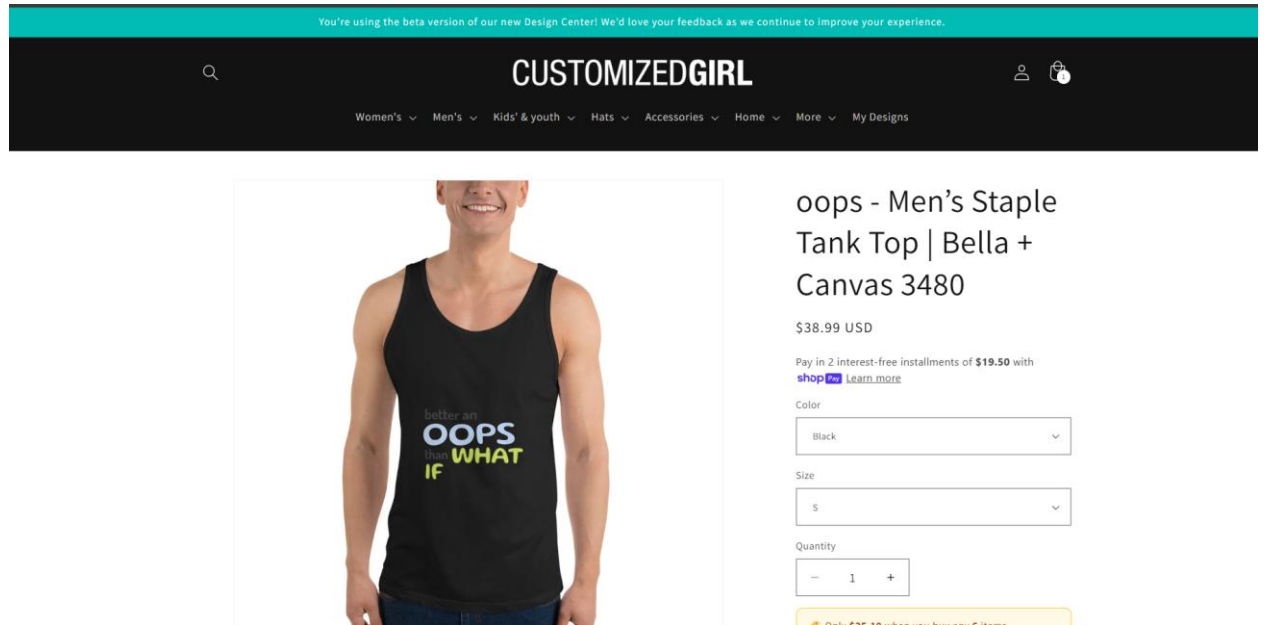 You're using the beta version of our new Design Center! We'd love your feedback as we continue to improve your experience.
CUSTOMIZEDGIRL
1
Women's
Men's
Kids' & youth
Hats
Accessories
Home
More
My Designs
oops - Men’s Staple
Tank Top | Bella +
Canvas 3480
$38.99 USD
Pay in 2 interest-free installments of $19.50 with
shop Pay Learn more
Color
Black
Size
S
Quantity
− 1 +
better an
OOPS
than WHAT
IF